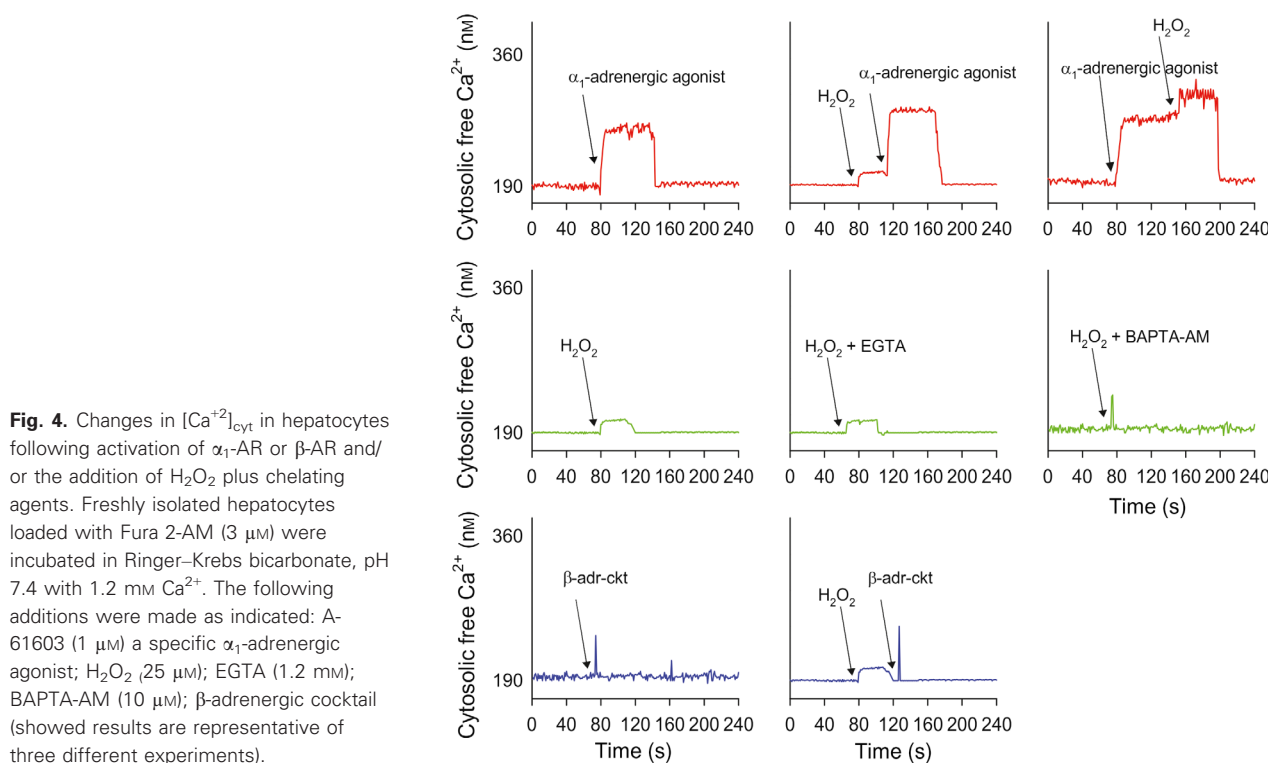 Fig. 4. Changes in [Ca⁺²]cyt in hepatocytes
following activation of α₁-AR or β-AR and/
or the addition of H₂O₂ plus chelating
agents. Freshly isolated hepatocytes
loaded with Fura 2-AM (3 μM) were
incubated in Ringer–Krebs bicarbonate, pH
7.4 with 1.2 mM Ca²⁺. The following
additions were made as indicated: A-
61603 (1 μM) a specific α₁-adrenergic
agonist; H₂O₂ (25 μM); EGTA (1.2 mM);
BAPTA-AM (10 μM); β-adrenergic cocktail
(showed results are representative of
three different experiments).
Cytosolic free Ca²⁺ (nM)
360
190
α₁-adrenergic agonist
0 40 80 120 160 200 240
H₂O₂
α₁-adrenergic agonist
0 40 80 120 160 200 240
H₂O₂
α₁-adrenergic agonist
0 40 80 120 160 200 240
Cytosolic free Ca²⁺ (nM)
360
190
H₂O₂
0 40 80 120 160 200 240
H₂O₂ + EGTA
0 40 80 120 160 200 240
H₂O₂ + BAPTA-AM
0 40 80 120 160 200 240
Time (s)
Cytosolic free Ca²⁺ (nM)
360
190
β-adr-ckt
0 40 80 120 160 200 240
Time (s)
H₂O₂
β-adr-ckt
0 40 80 120 160 200 240
Time (s)